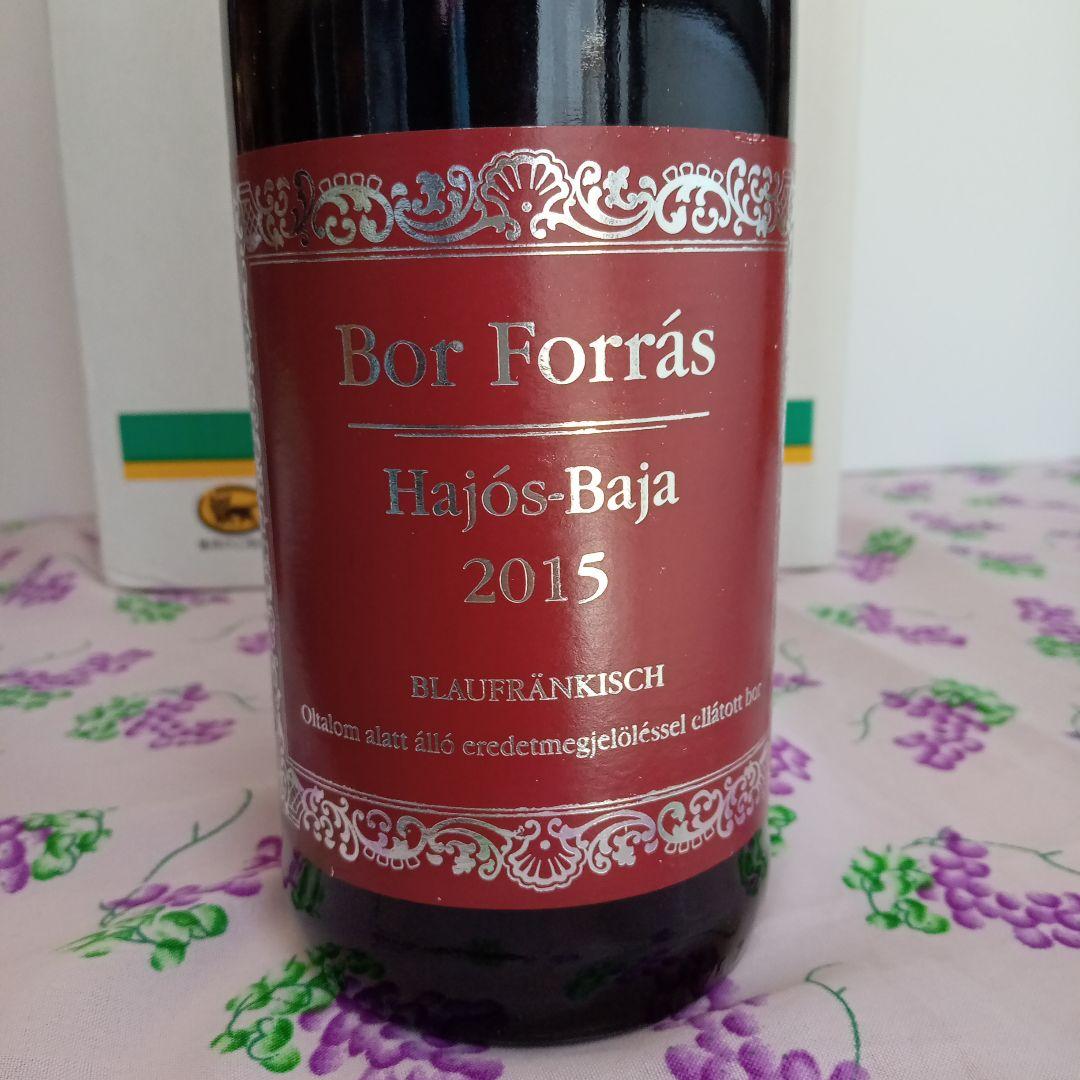 Bor Forrás
Hajós-Baja
2015
BLAUFRÄNKISCH
Oltalom alatt álló eredetmegjelöléssel ellátott bor